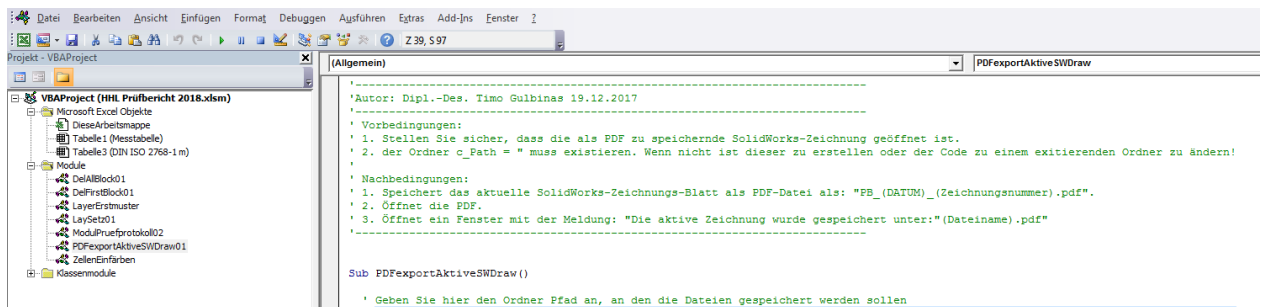 Datei Bearbeiten Ansicht Einfügen Format Debuggen Ausführen Extras Add-Ins Fenster ?
Z 39, S 97
Projekt - VBAProject
(Allgemein)
PDFexportAktiveSWDraw
VBAProject (HHL Prüfbericht 2018.xlsm)
Microsoft Excel Objekte
DieseArbeitsmappe
Tabelle1 (Messtabelle)
Tabelle3 (DIN ISO 2768-1 m)
Module
DelAllBlock01
DelFirstBlock01
LayerErstmuster
LaySetz01
ModulPruefprotokoll02
PDFexportAktiveSWDraw01
ZellenEinfärben
Klassenmodule
'-----------------------------------------------------------------------------
'Autor: Dipl.-Des. Timo Gulbinas 19.12.2017
'-----------------------------------------------------------------------------
' Vorbedingungen:
' 1. Stellen Sie sicher, dass die als PDF zu speichernde SolidWorks-Zeichnung geöffnet ist.
' 2. der Ordner c_Path = " muss existieren. Wenn nicht ist dieser zu erstellen oder der Code zu einem exitierenden Ordner zu ändern!
'
' Nachbedingungen:
' 1. Speichert das aktuelle SolidWorks-Zeichnungs-Blatt als PDF-Datei als: "PB_(DATUM)_(Zeichnungsnummer).pdf".
' 2. Öffnet die PDF.
' 3. Öffnet ein Fenster mit der Meldung: "Die aktive Zeichnung wurde gespeichert unter:"(Dateiname).pdf"
'-----------------------------------------------------------------------------
Sub PDFexportAktiveSWDraw()
' Geben Sie hier den Ordner Pfad an, an den die Dateien gespeichert werden sollen